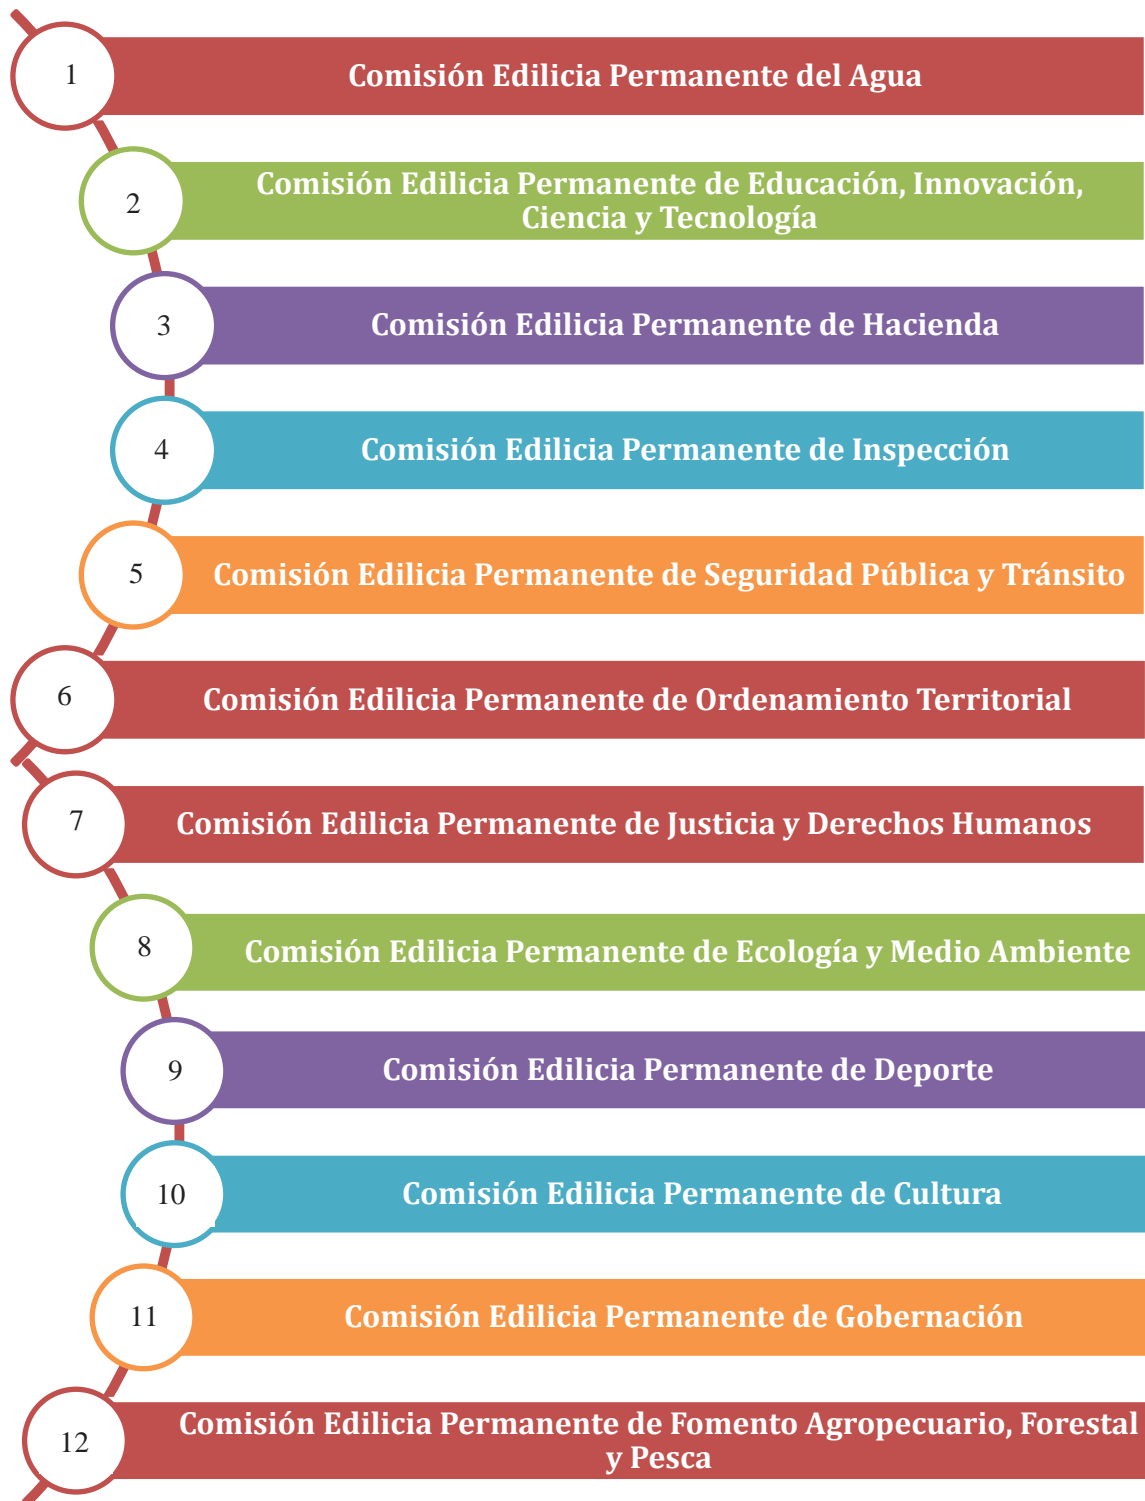 1
Comisión Edilicia Permanente del Agua
2
Comisión Edilicia Permanente de Educación, Innovación,
Ciencia y Tecnología
3
Comisión Edilicia Permanente de Hacienda
4
Comisión Edilicia Permanente de Inspección
5
Comisión Edilicia Permanente de Seguridad Pública y Tránsito
6
Comisión Edilicia Permanente de Ordenamiento Territorial
7
Comisión Edilicia Permanente de Justicia y Derechos Humanos
8
Comisión Edilicia Permanente de Ecología y Medio Ambiente
9
Comisión Edilicia Permanente de Deporte
10
Comisión Edilicia Permanente de Cultura
11
Comisión Edilicia Permanente de Gobernación
12
Comisión Edilicia Permanente de Fomento Agropecuario, Forestal
y Pesca